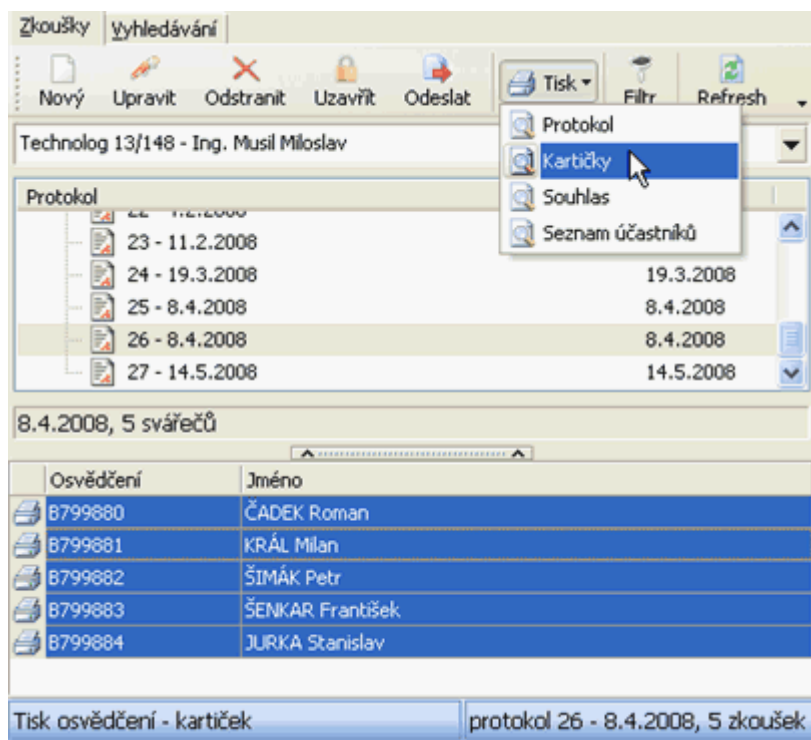 Zkoušky Vyhledávání
Nový Upravit Odstranit Uzavřít Odeslat Tisk Filtr Refresh
Technolog 13/148 - Ing. Musil Miloslav
Protokol
Kartičky
Souhlas
Seznam účastníků
Protokol
23 - 11.2.2008
24 - 19.3.2008 19.3.2008
25 - 8.4.2008 8.4.2008
26 - 8.4.2008 8.4.2008
27 - 14.5.2008 14.5.2008
8.4.2008, 5 svářečů
Osvědčení Jméno
B799880 ČADEK Roman
B799881 KRÁL Milan
B799882 ŠIMÁK Petr
B799883 ŠENKAR František
B799884 JURKA Stanislav
Tisk osvědčení - kartiček protokol 26 - 8.4.2008, 5 zkoušek